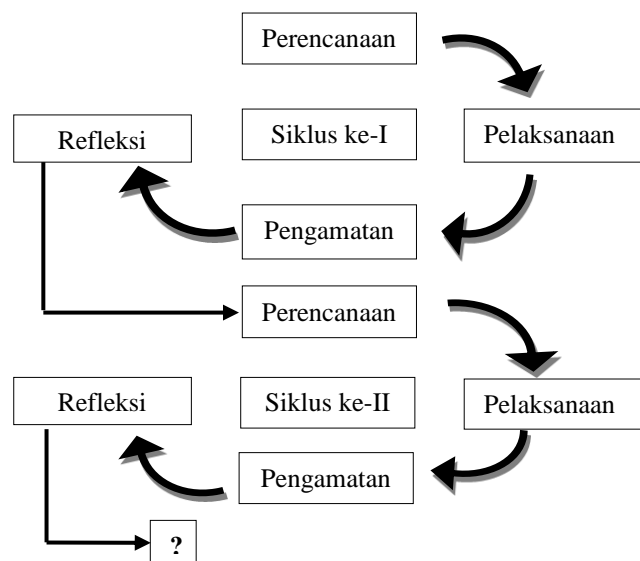 Perencanaan
Refleksi
Siklus ke-I
Pelaksanaan
Pengamatan
Perencanaan
Refleksi
Siklus ke-II
Pelaksanaan
Pengamatan
?